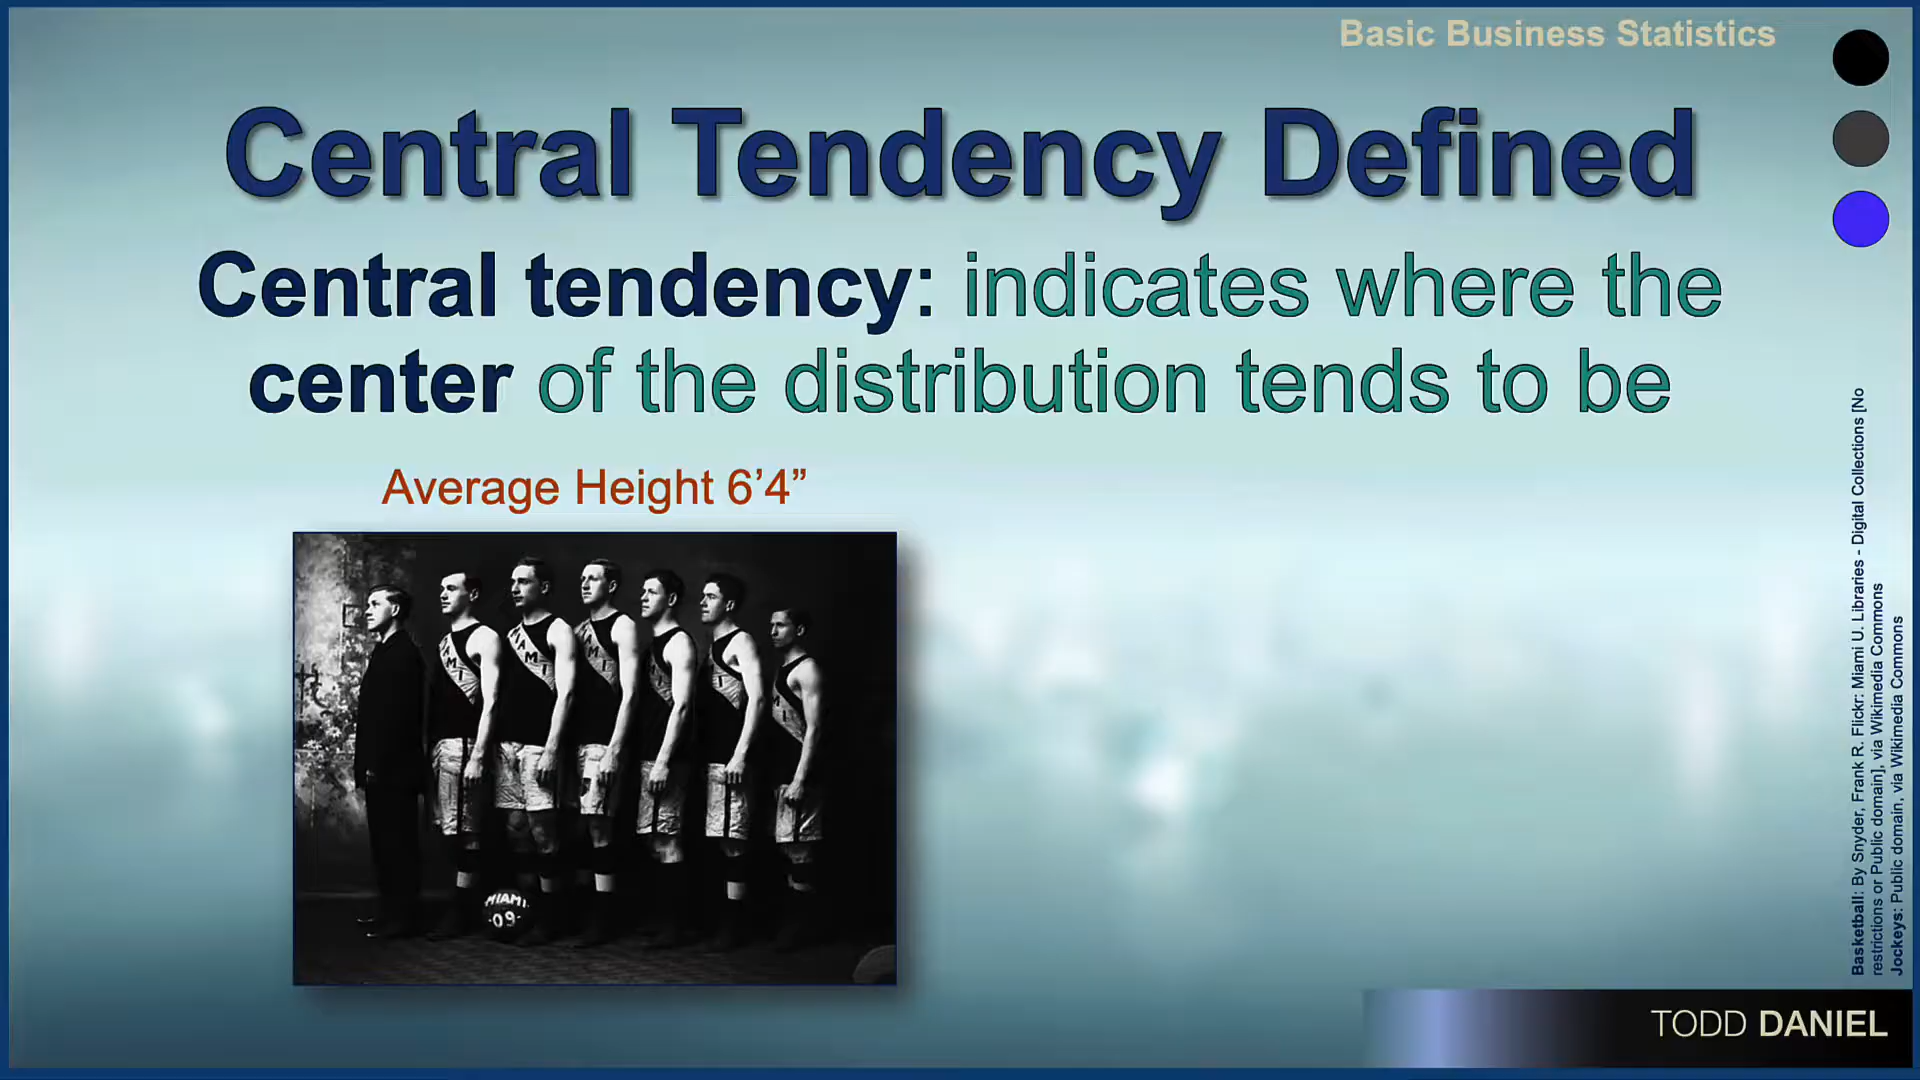 Basic Business Statistics
Central Tendency Defined
Central tendency: indicates where the
center of the distribution tends to be
Average Height 6’4”
MIAMI
-09-
Basketball: By Snyder, Frank R. Flickr: Miami U. Libraries - Digital Collections [No
restrictions or Public domain], via Wikimedia Commons
Jockeys: Public domain, via Wikimedia Commons
TODD DANIEL